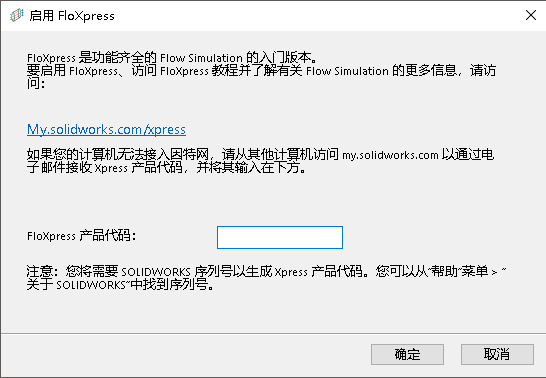 启用 FloXpress
FloXpress 是功能齐全的 Flow Simulation 的入门版本。
要启用 FloXpress、访问 FloXpress 教程并了解有关 Flow Simulation 的更多信息，请访
问：
My.solidworks.com/xpress
如果您的计算机无法接入因特网，请从其他计算机访问 my.solidworks.com 以通过电
子邮件接收 Xpress 产品代码，并将其输入在下方。
FloXpress 产品代码：
注意：您将需要 SOLIDWORKS 序列号以生成 Xpress 产品代码。您可以从“帮助”菜单 > “
关于 SOLIDWORKS”中找到序列号。
确定
取消